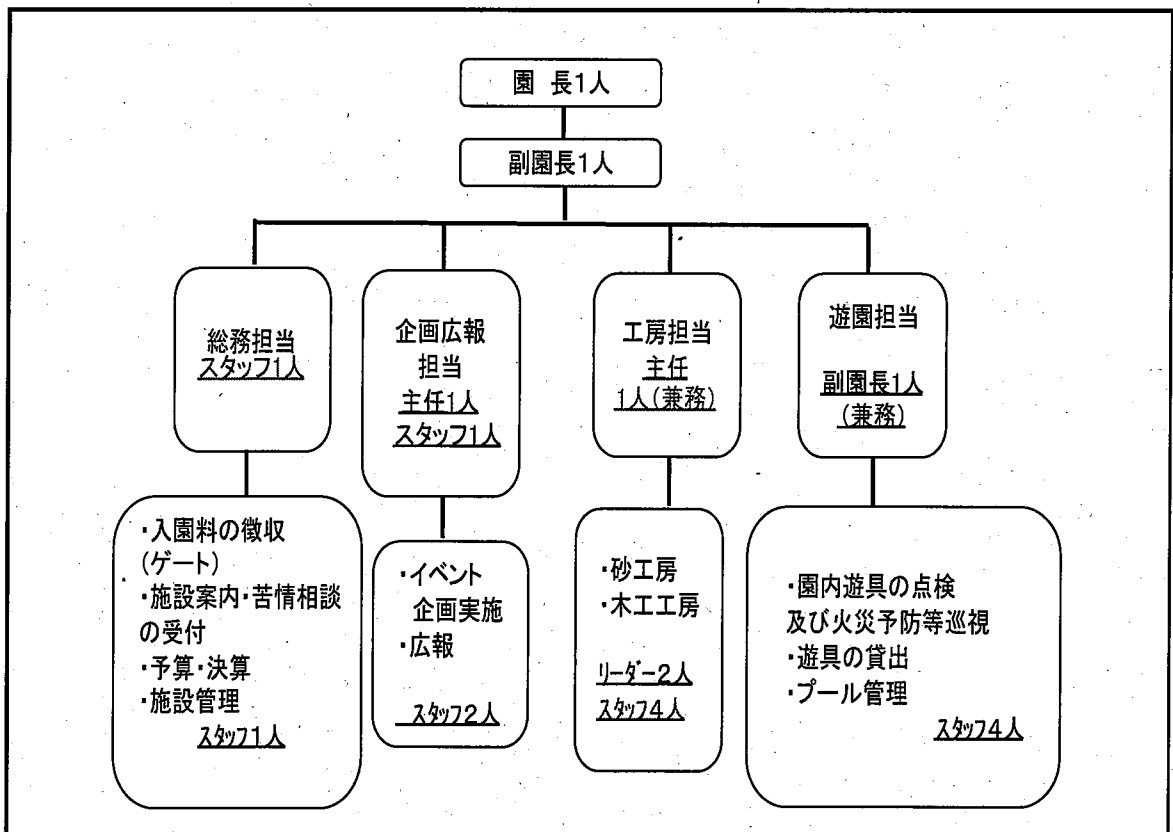 園 長1人
副園長1人
総務担当
スタッフ1人
企画広報
担当
主任1人
スタッフ1人
工房担当
主任
1人(兼務)
遊園担当
副園長1人
(兼務)
・入園料の徴収
(ゲート)
・施設案内・苦情相談
の受付
・予算・決算
・施設管理
スタッフ1人
・イベント
企画実施
・広報
スタッフ2人
・砂工房
・木工工房
リーダー2人
スタッフ4人
・園内遊具の点検
及び火災予防等巡視
・遊具の貸出
・プール管理
スタッフ4人